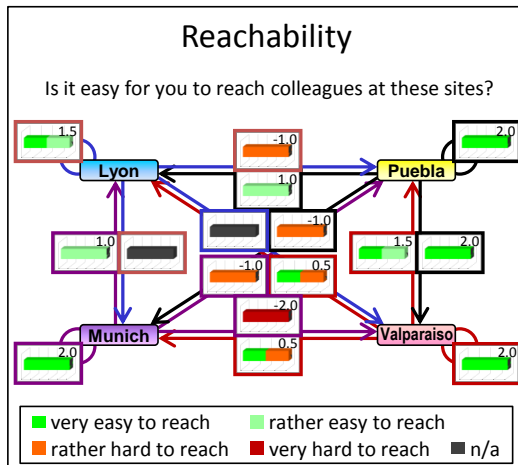 Reachability
Is it easy for you to reach colleagues at these sites?
1.5
-1.0
2.0
Lyon
Puebla
1.0
-1.0
1.0
1.5
2.0
-1.0
0.5
-2.0
Munich
Valparaiso
2.0
0.5
2.0
very easy to reach
rather easy to reach
rather hard to reach
very hard to reach
n/a